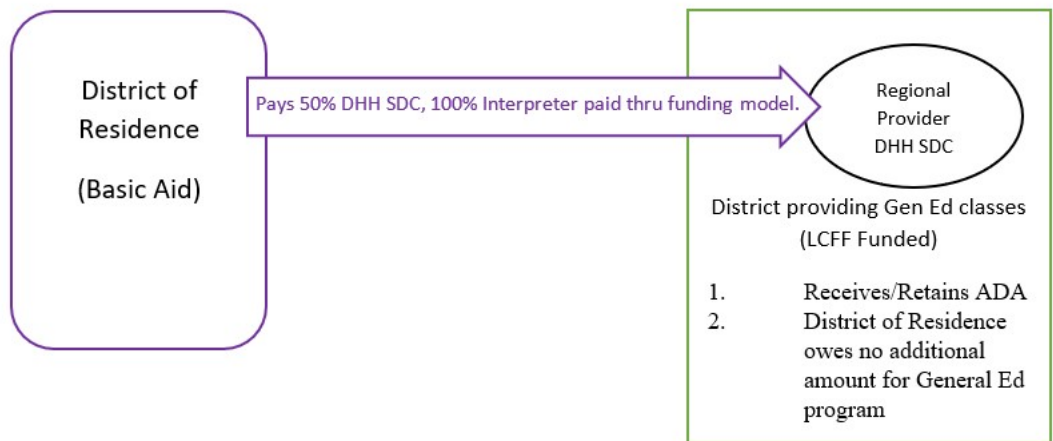 District of
Residence
(Basic Aid)
Pays 50% DHH SDC, 100% Interpreter paid thru funding model.
Regional
Provider
DHH SDC
District providing Gen Ed classes
(LCFF Funded)
1. Receives/Retains ADA
2. District of Residence
owes no additional
amount for General Ed
program